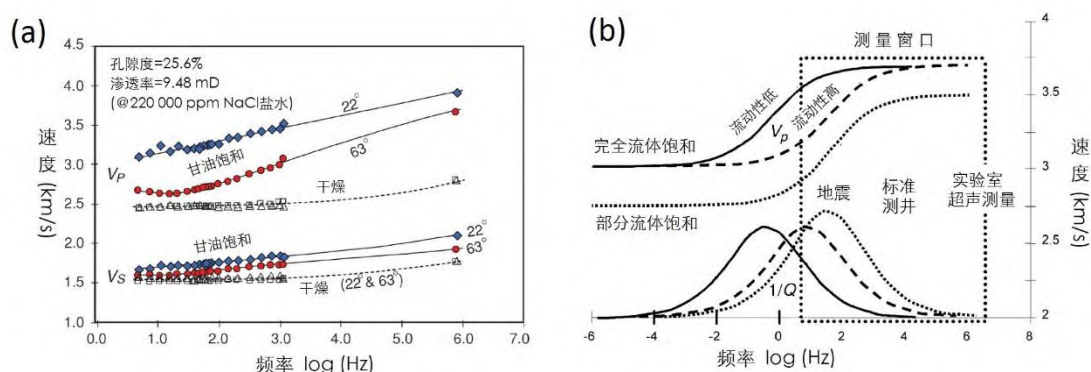 (a)
孔隙度=25.6%
渗透率=9.48 mD
(@220 000 ppm NaCl盐水)
速度 (km/s)
4.5
4.0
3.5
3.0
2.5
2.0
1.5
1.0
V_P
V_S
22°
甘油饱和
63°
干燥
甘油饱和
22°
63°
干燥
(22° & 63°)
0.0 1.0 2.0 3.0 4.0 5.0 6.0 7.0
频率 log (Hz)
(b)
测量窗口
流动性低
V_p
流动性高
完全流体饱和
部分流体饱和
地震
标准
测井
实验室
超声测量
1/Q
4
3.5
3
2.5
2
速度 (km/s)
-6 -4 -2 0 2 4 6 8
频率 log (Hz)